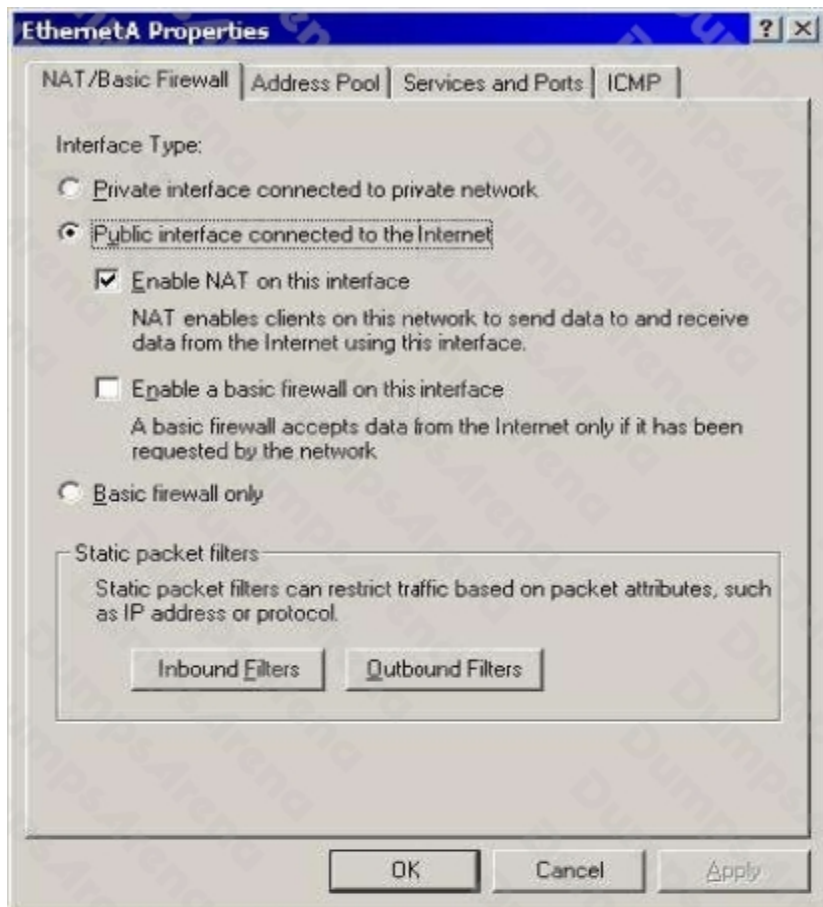 EthernetA Properties
NAT/Basic Firewall Address Pool Services and Ports ICMP
Interface Type:
Private interface connected to private network
Public interface connected to the Internet
Enable NAT on this interface
NAT enables clients on this network to send data to and receive
data from the Internet using this interface.
Enable a basic firewall on this interface
A basic firewall accepts data from the Internet only if it has been
requested by the network
Basic firewall only
Static packet filters
Static packet filters can restrict traffic based on packet attributes, such
as IP address or protocol.
Inbound Filters Outbound Filters
OK Cancel Apply
DumpsArena